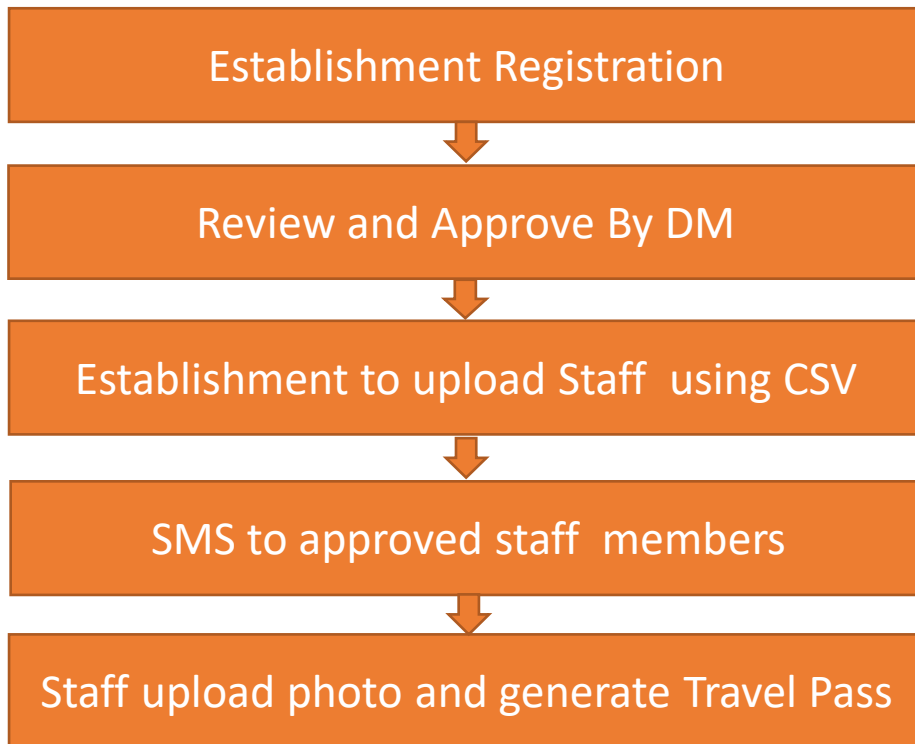 Establishment Registration
Review and Approve By DM
Establishment to upload Staff  using CSV
SMS to approved staff  members
Staff upload photo and generate Travel Pass